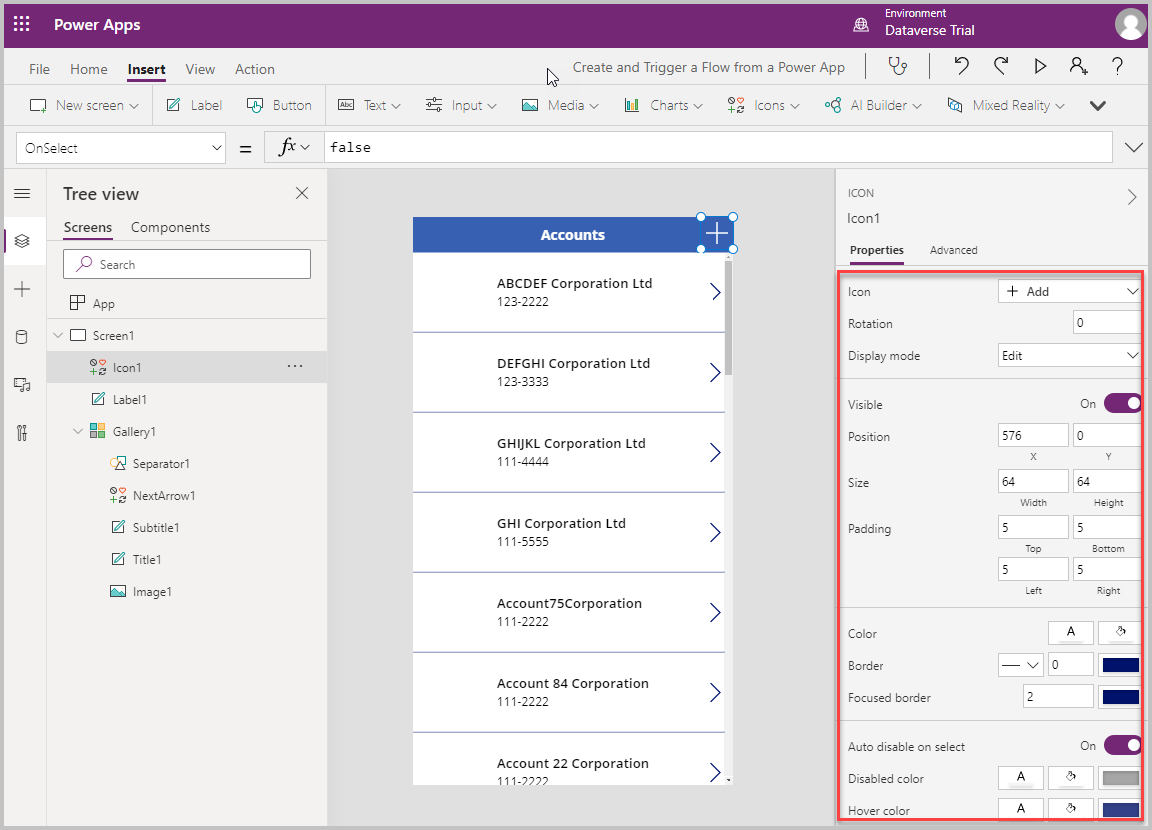 Power Apps
Environment
Dataverse Trial
File Home Insert View Action
Create and Trigger a Flow from a Power App
New screen Label Button Abc Text Input Media Charts Icons AI Builder Mixed Reality
OnSelect = fx false
Tree view
Screens Components
Search
App
Screen1
Icon1 ...
Label1
Gallery1
Separator1
NextArrow1
Subtitle1
Title1
Image1
Accounts
ABCDEF Corporation Ltd
123-2222
DEFGHI Corporation Ltd
123-3333
GHIJKL Corporation Ltd
111-4444
GHI Corporation Ltd
111-5555
Account75Corporation
111-2222
Account 84 Corporation
111-2222
Account 22 Corporation
111-2222
ICON
Icon1
Properties Advanced
Icon + Add
Rotation 0
Display mode Edit
Visible On
Position 576 0
X Y
Size 64 64
Width Height
Padding 5 5
Top Bottom
5 5
Left Right
Color A
Border 0
Focused border 2
Auto disable on select On
Disabled color A
Hover color A